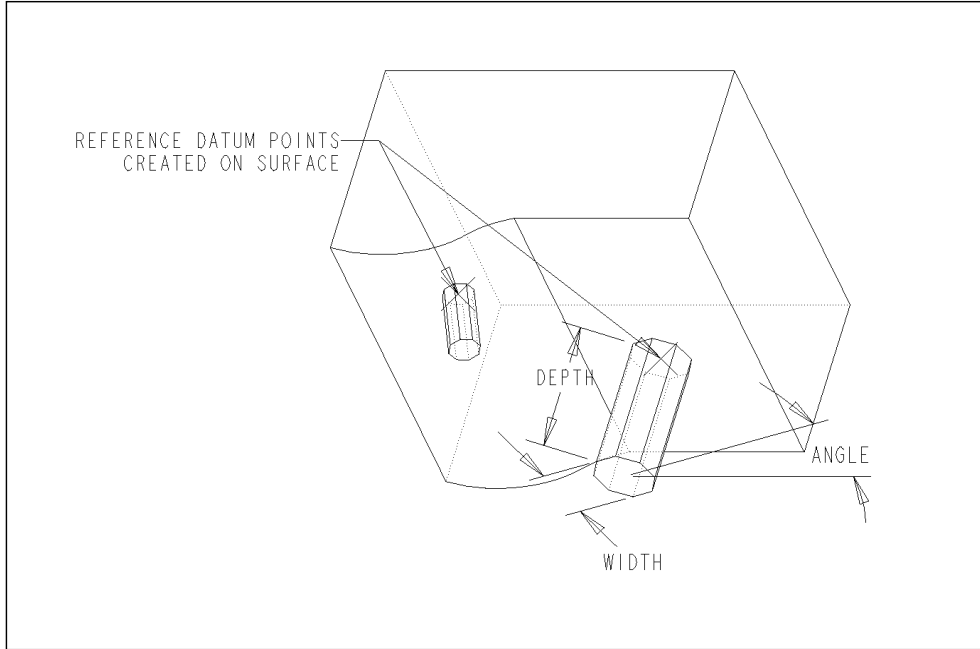 REFERENCE DATUM POINTS
CREATED ON SURFACE
DEPTH
ANGLE
WIDTH